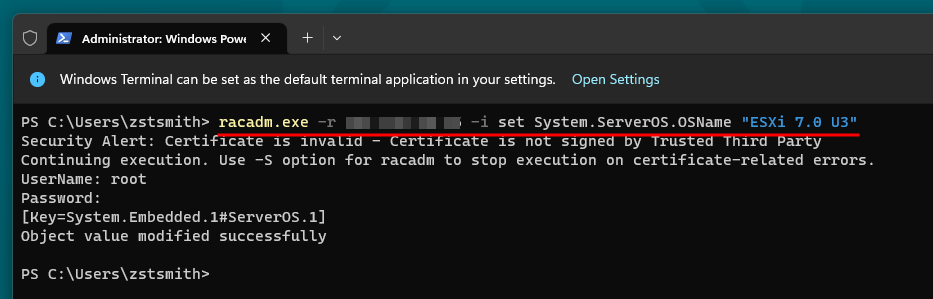 Administrator: Windows Powe
Windows Terminal can be set as the default terminal application in your settings. Open Settings
PS C:\Users\zstsmith> racadm.exe -r -i set System.ServerOS.OSName "ESXi 7.0 U3"
Security Alert: Certificate is invalid - Certificate is not signed by Trusted Third Party
Continuing execution. Use -S option for racadm to stop execution on certificate-related errors.
UserName: root
Password:
[Key=System.Embedded.1#ServerOS.1]
Object value modified successfully
PS C:\Users\zstsmith>